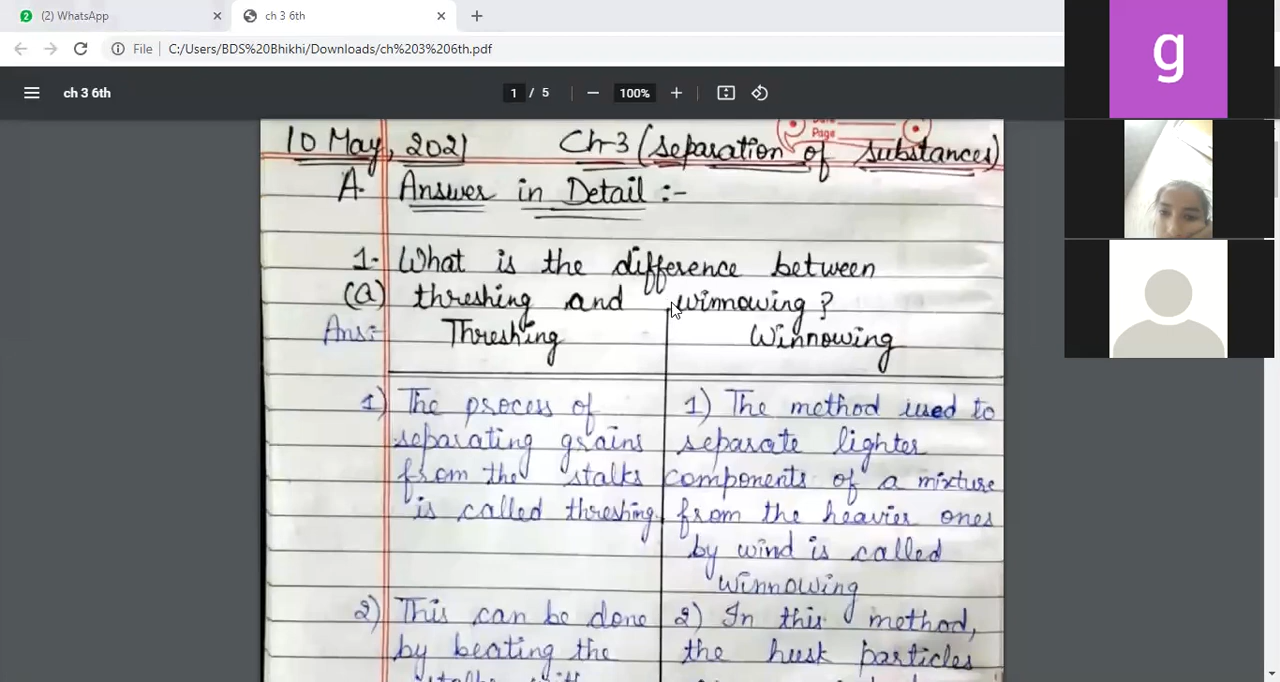 (2) WhatsApp
ch 3 6th
File
C:/Users/BDS%20Bhikhi/Downloads/ch%203%206th.pdf
ch 3 6th
1 / 5
100%
g
Page
10 May, 2021 Ch-3 (separation of substances)
A. Answer in Detail :-
1. What is the difference between
(a) threshing and winnowing?
Ans:-
Threshing Winnowing
1) The process of
separating grains
from the stalks
is called threshing.
1) The method used to
separate lighter
components of a mixture
from the heavier ones
by wind is called
winnowing
2) This can be done
by beating the
2) In this method,
the husk particles